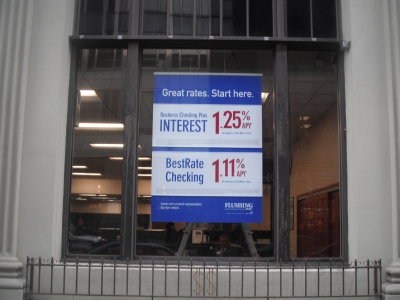 Great rates. Start here.
Business Checking Plus
INTEREST
1.25%
APY
BestRate
Checking
1.11%
APY
FLUSHING